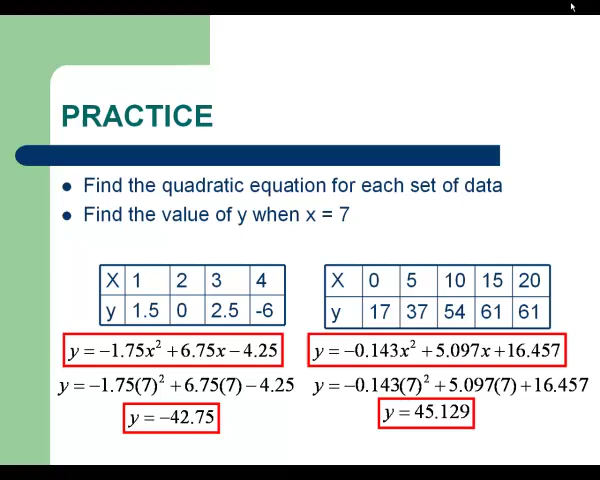 PRACTICE
Find the quadratic equation for each set of data
Find the value of y when x = 7
X 1 2 3 4
y 1.5 0 2.5 -6
y = −1.75x² + 6.75x − 4.25
y = −1.75(7)² + 6.75(7) − 4.25
y = −42.75
X 0 5 10 15 20
y 17 37 54 61 61
y = −0.143x² + 5.097x + 16.457
y = −0.143(7)² + 5.097(7) + 16.457
y = 45.129